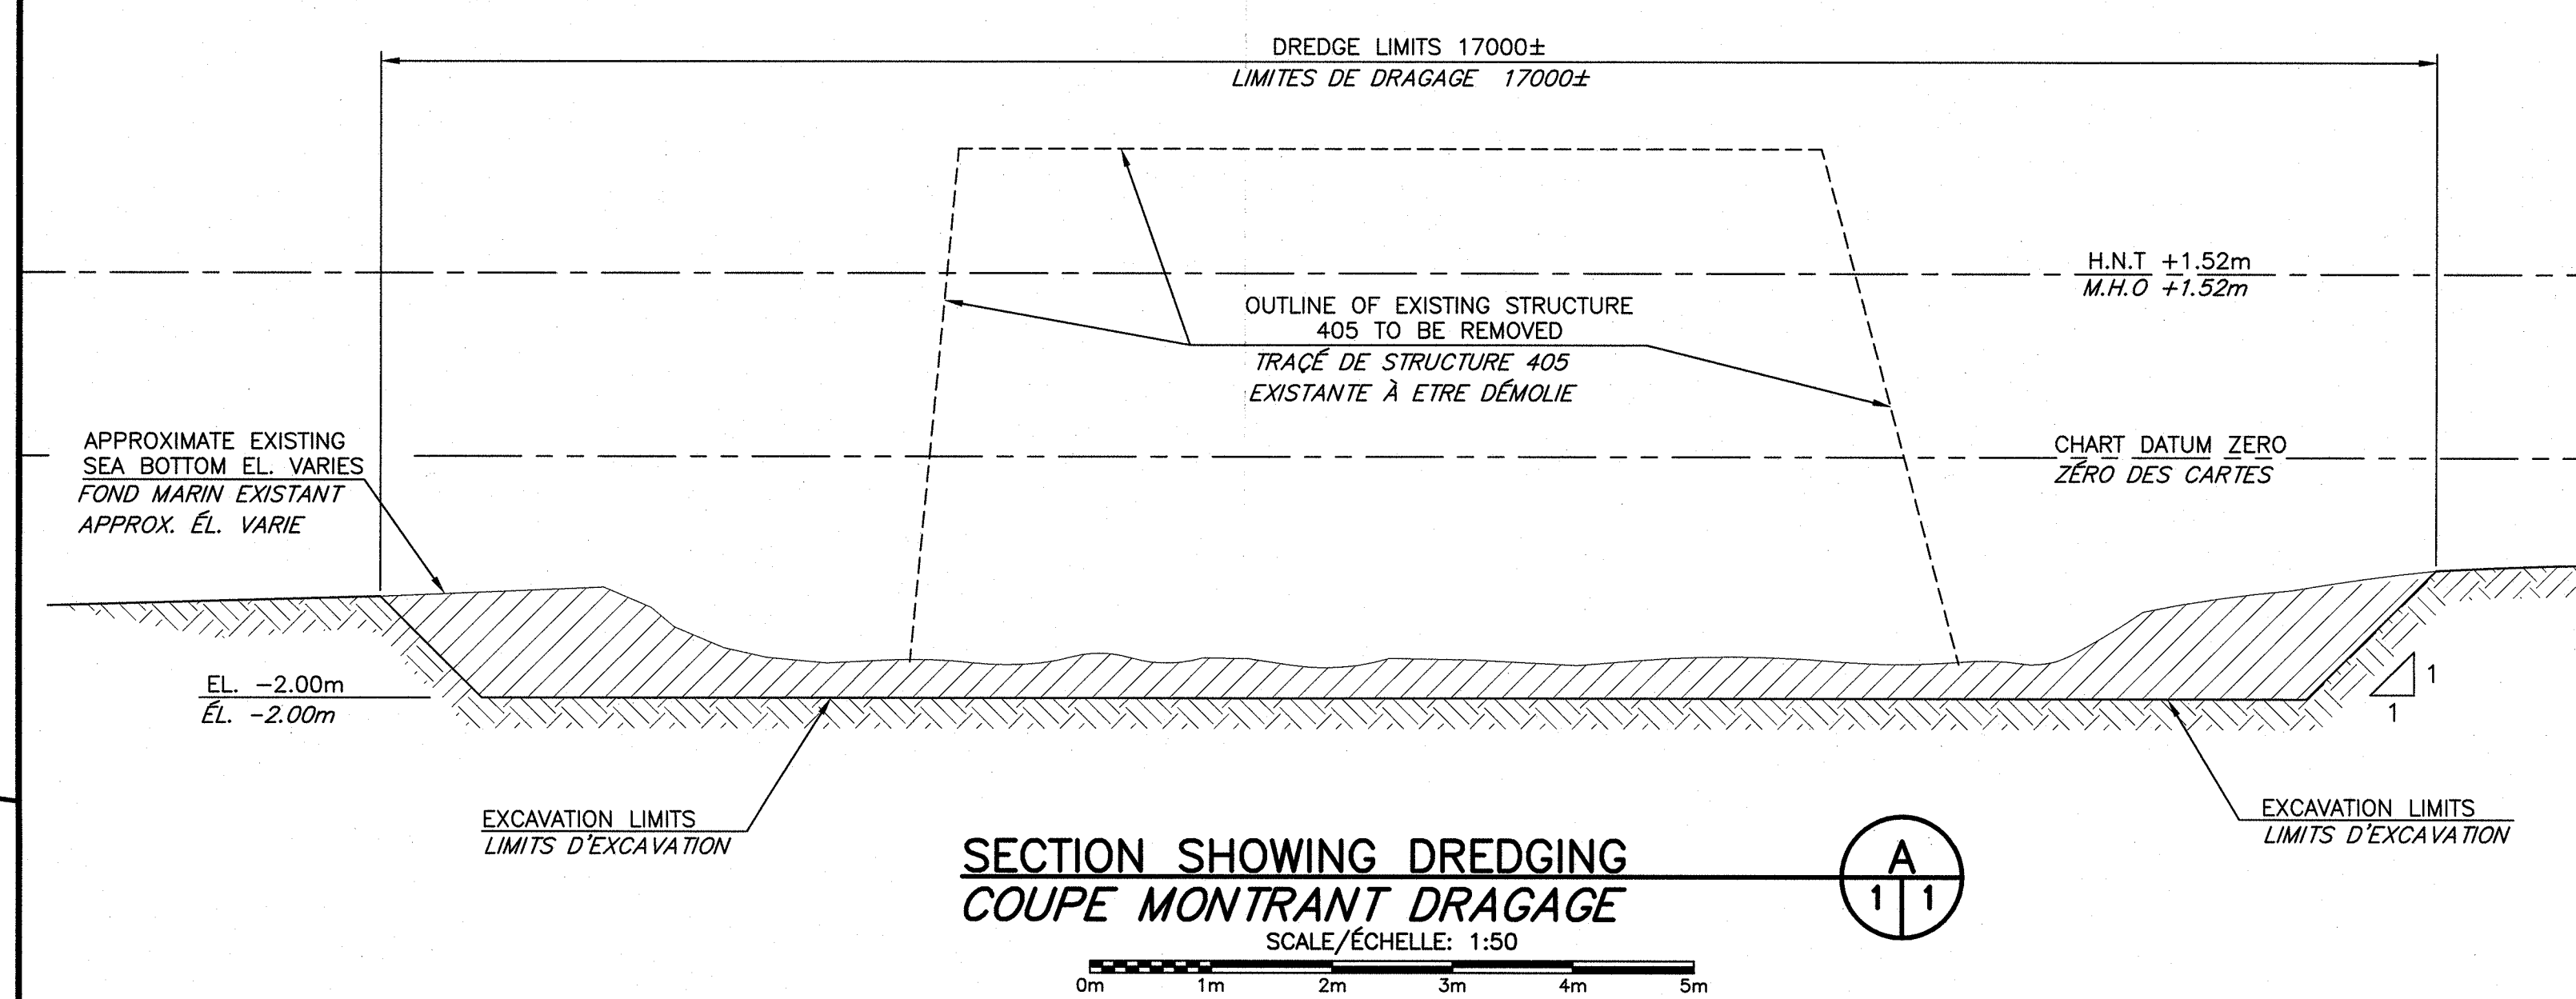 DREDGE LIMITS 17000±
LIMITES DE DRAGAGE 17000±
H.N.T +1.52m
M.H.O +1.52m
OUTLINE OF EXISTING STRUCTURE
405 TO BE REMOVED
TRAÇÉ DE STRUCTURE 405
EXISTANTE À ETRE DÉMOLIE
APPROXIMATE EXISTING
SEA BOTTOM EL. VARIES
FOND MARIN EXISTANT
APPROX. ÉL. VARIE
CHART DATUM ZERO
ZÉRO DES CARTES
EL. -2.00m
ÉL. -2.00m
1
1
EXCAVATION LIMITS
LIMITS D'EXCAVATION
EXCAVATION LIMITS
LIMITS D'EXCAVATION
SECTION SHOWING DREDGING
COUPE MONTRANT DRAGAGE
A
1 1
SCALE/ÉCHELLE: 1:50
0m 1m 2m 3m 4m 5m